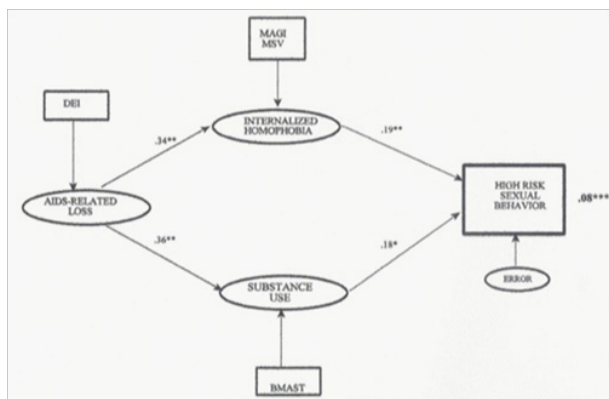 MAGI
MSV
DEI
INTERNALIZED
HOMOPHOBIA
.34**
.19**
AIDS-RELATED
LOSS
HIGH RISK
SEXUAL
BEHAVIOR
.08***
.36**
.18*
SUBSTANCE
USE
ERROR
BMAST